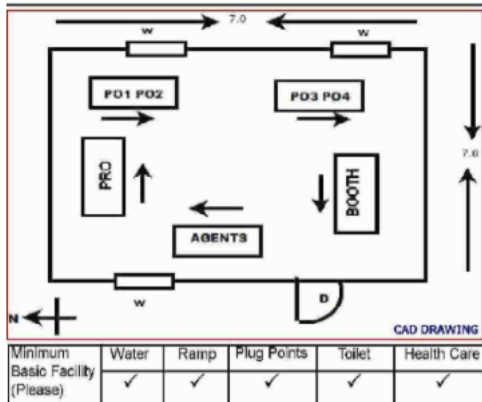 7.0
W W
PO1 PO2 PO3 PO4
7.0
PRO BOOTH
AGENTS
W D
N
CAD DRAWING
Minimum Basic Facility (Please) Water Ramp Plug Points Toilet Health Care
✓ ✓ ✓ ✓ ✓